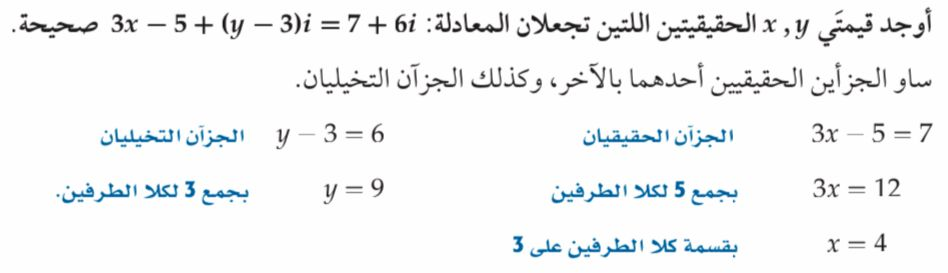 أوجد قيمتَي x , y الحقيقيتين اللتين تجعلان المعادلة: 3x − 5 + (y − 3)i = 7 + 6i صحيحة.
ساو الجزأين الحقيقيين أحدهما بالآخر، وكذلك الجزآن التخيليان.
3x − 5 = 7 الجزآن الحقيقيان y − 3 = 6 الجزآن التخيليان
3x = 12 بجمع 5 لكلا الطرفين y = 9 بجمع 3 لكلا الطرفين.
x = 4 بقسمة كلا الطرفين على 3